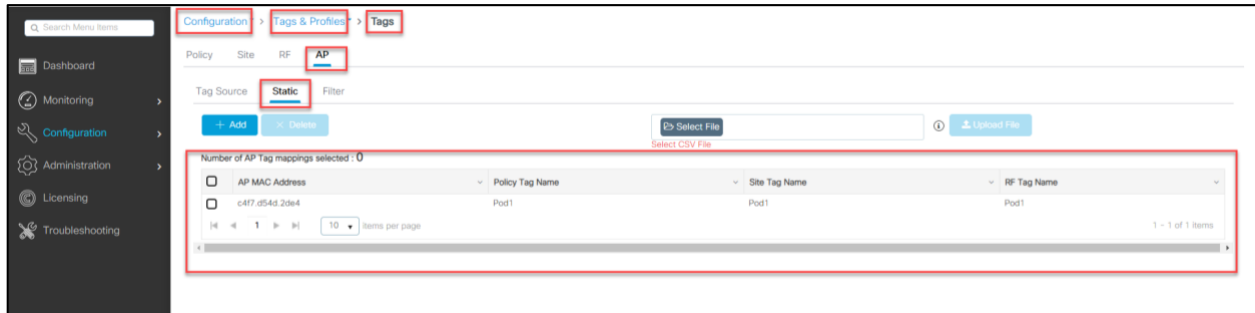 Search Menu Items
Configuration > Tags & Profiles > Tags
Policy Site RF AP
Dashboard
Tag Source Static Filter
Monitoring
+ Add × Delete Select File Upload File
Configuration
Select CSV File
Number of AP Tag mappings selected : 0
Administration
AP MAC Address Policy Tag Name Site Tag Name RF Tag Name
Licensing
c4f7.d54d.2de4 Pod1 Pod1 Pod1
1 10 items per page 1 - 1 of 1 items
Troubleshooting